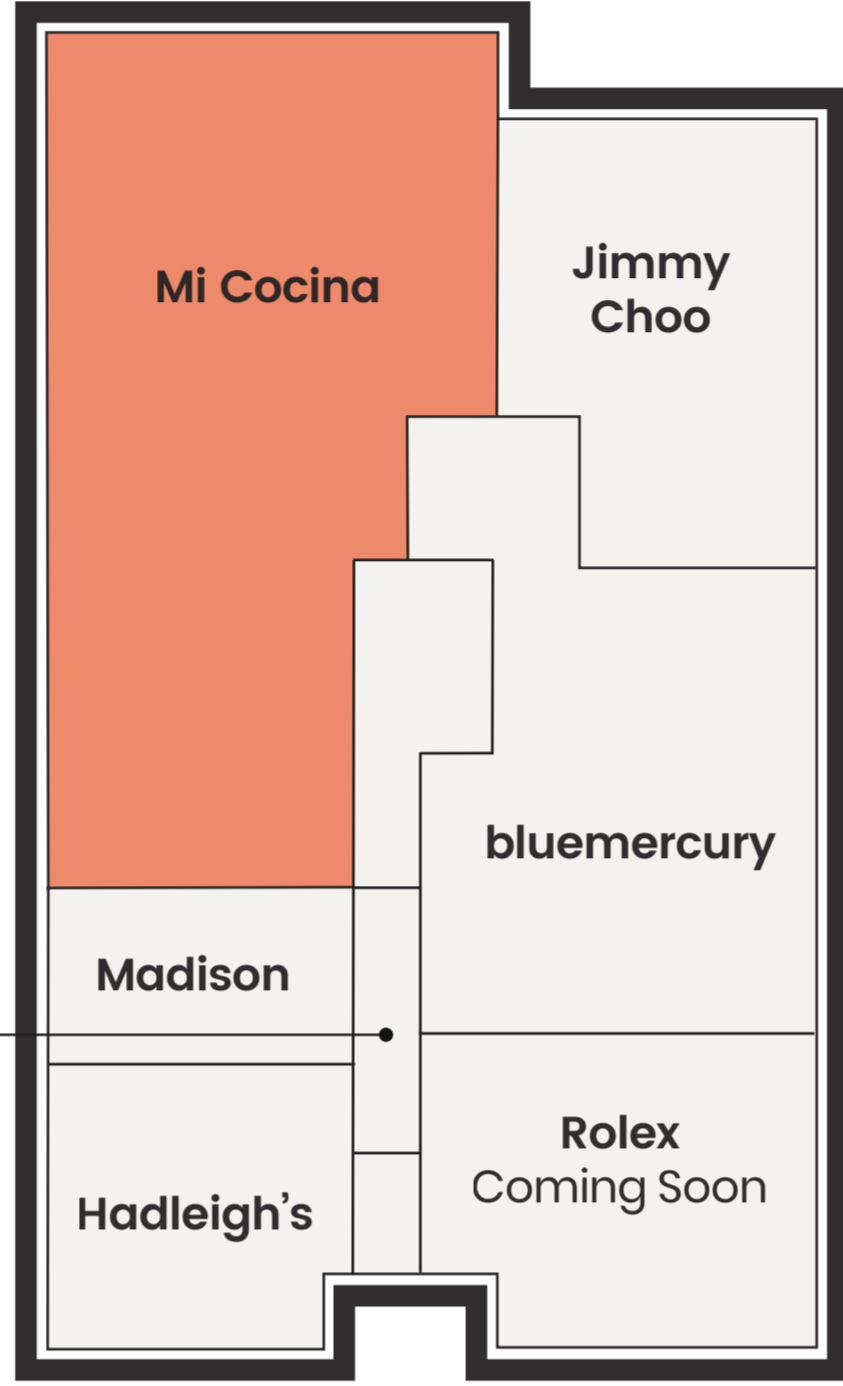 Mi Cocina
Jimmy
Choo
bluemercury
Madison
Rolex
Coming Soon
Hadleigh’s